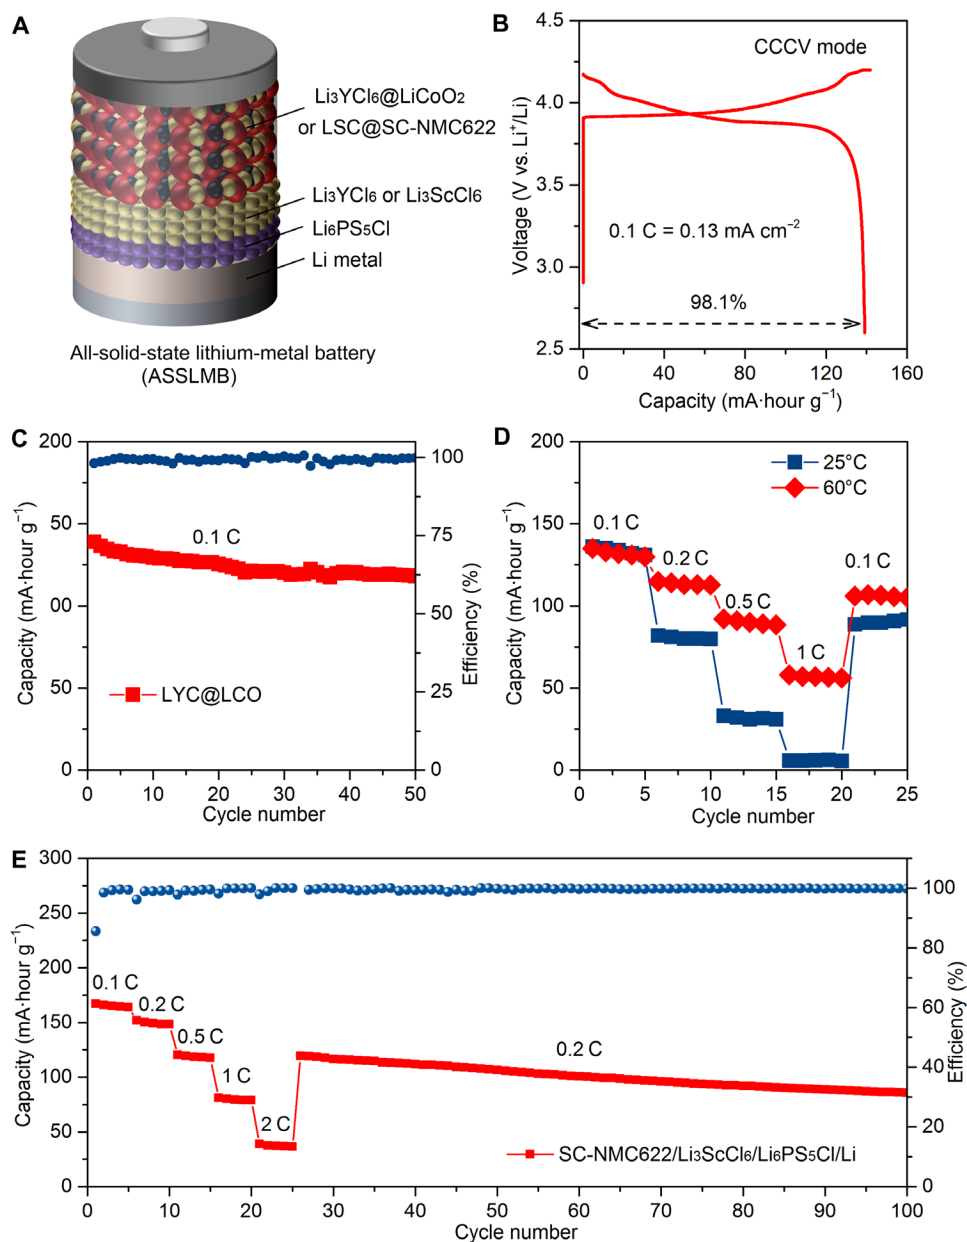 A
Li₃YCl₆@LiCoO₂
or LSC@SC-NMC622
Li₃YCl₆ or Li₃ScCl₆
Li₆PS₅Cl
Li metal
All-solid-state lithium-metal battery
(ASSLMB)
B
CCCV mode
0.1 C = 0.13 mA cm⁻²
98.1%
Voltage (V vs. Li⁺/Li)
5.0
4.5
4.0
3.5
3.0
2.5
0 40 80 120 160
Capacity (mA·hour g⁻¹)
C
Capacity (mA·hour g⁻¹)
200
50
00
50
0
0.1 C
LYC@LCO
100
75
50
25
0
Efficiency (%)
0 10 20 30 40 50
Cycle number
D
Capacity (mA·hour g⁻¹)
200
150
100
50
0
25°C
60°C
0.1 C
0.2 C
0.5 C
1 C
0.1 C
0 5 10 15 20 25
Cycle number
E
Capacity (mA·hour g⁻¹)
300
250
200
150
100
50
0
0.1 C
0.2 C
0.5 C
1 C
2 C
0.2 C
SC-NMC622/Li₃ScCl₆/Li₆PS₅Cl/Li
100
80
60
40
20
0
Efficiency (%)
0 10 20 30 40 50 60 70 80 90 100
Cycle number